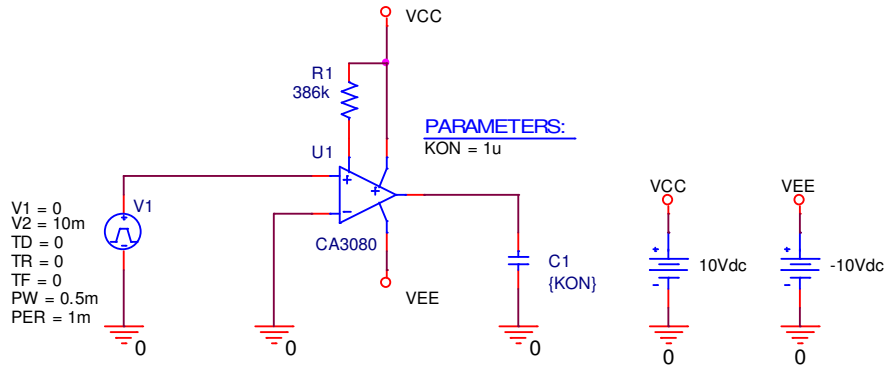 VCC
R1
386k
PARAMETERS:
KON = 1u
U1
+
+
-
CA3080
VEE
V1 = 0
V2 = 10m
TD = 0
TR = 0
TF = 0
PW = 0.5m
PER = 1m
V1
+
-
0
0
C1
{KON}
0
VCC
+
-
10Vdc
0
VEE
+
-
-10Vdc
0